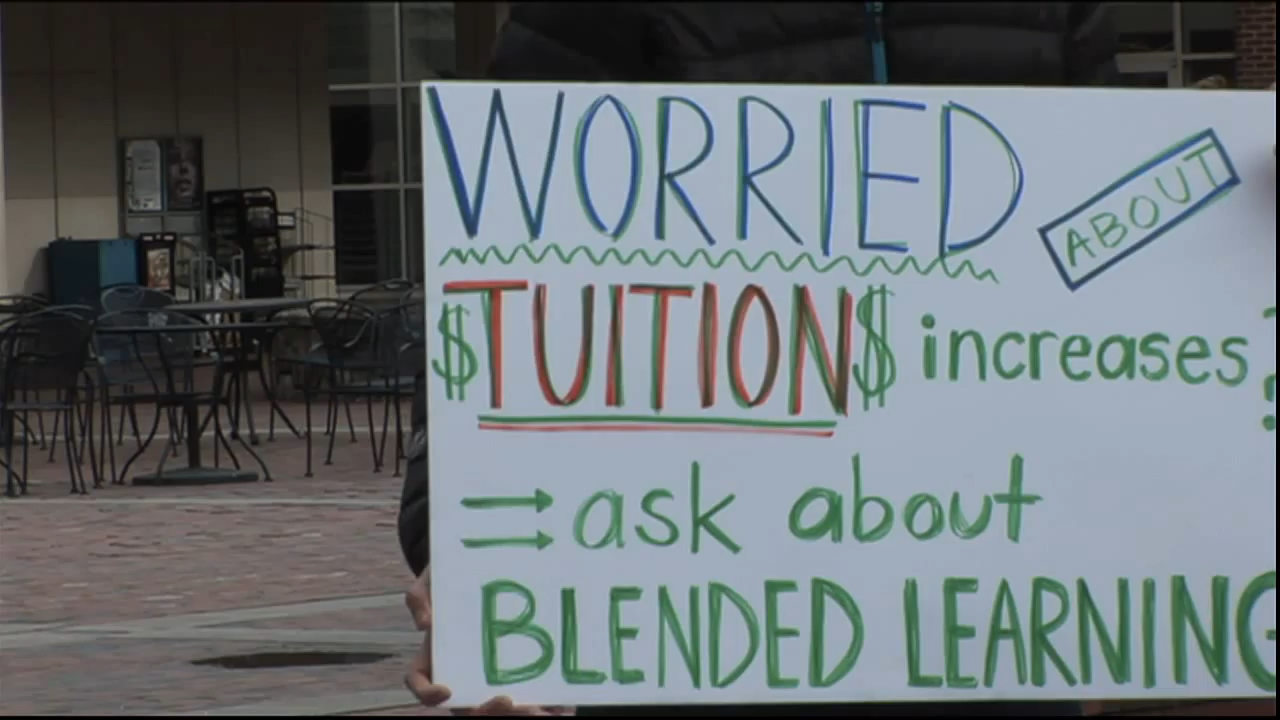 WORRIED ABOUT
$TUITION$ increases?
ask about
BLENDED LEARNING